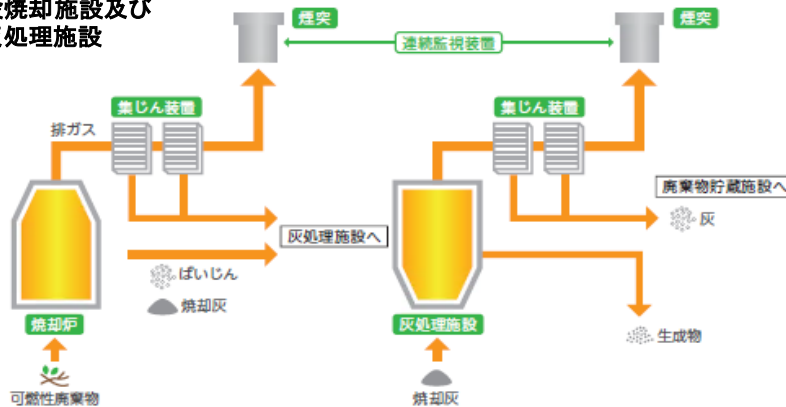 焼却施設及び
処理施設
煙突
連続監視装置
煙突
集じん装置
集じん装置
排ガス
廃棄物貯蔵施設へ
灰
灰処理施設へ
ばいじん
焼却灰
焼却炉
灰処理施設
生成物
可燃性廃棄物
焼却灰